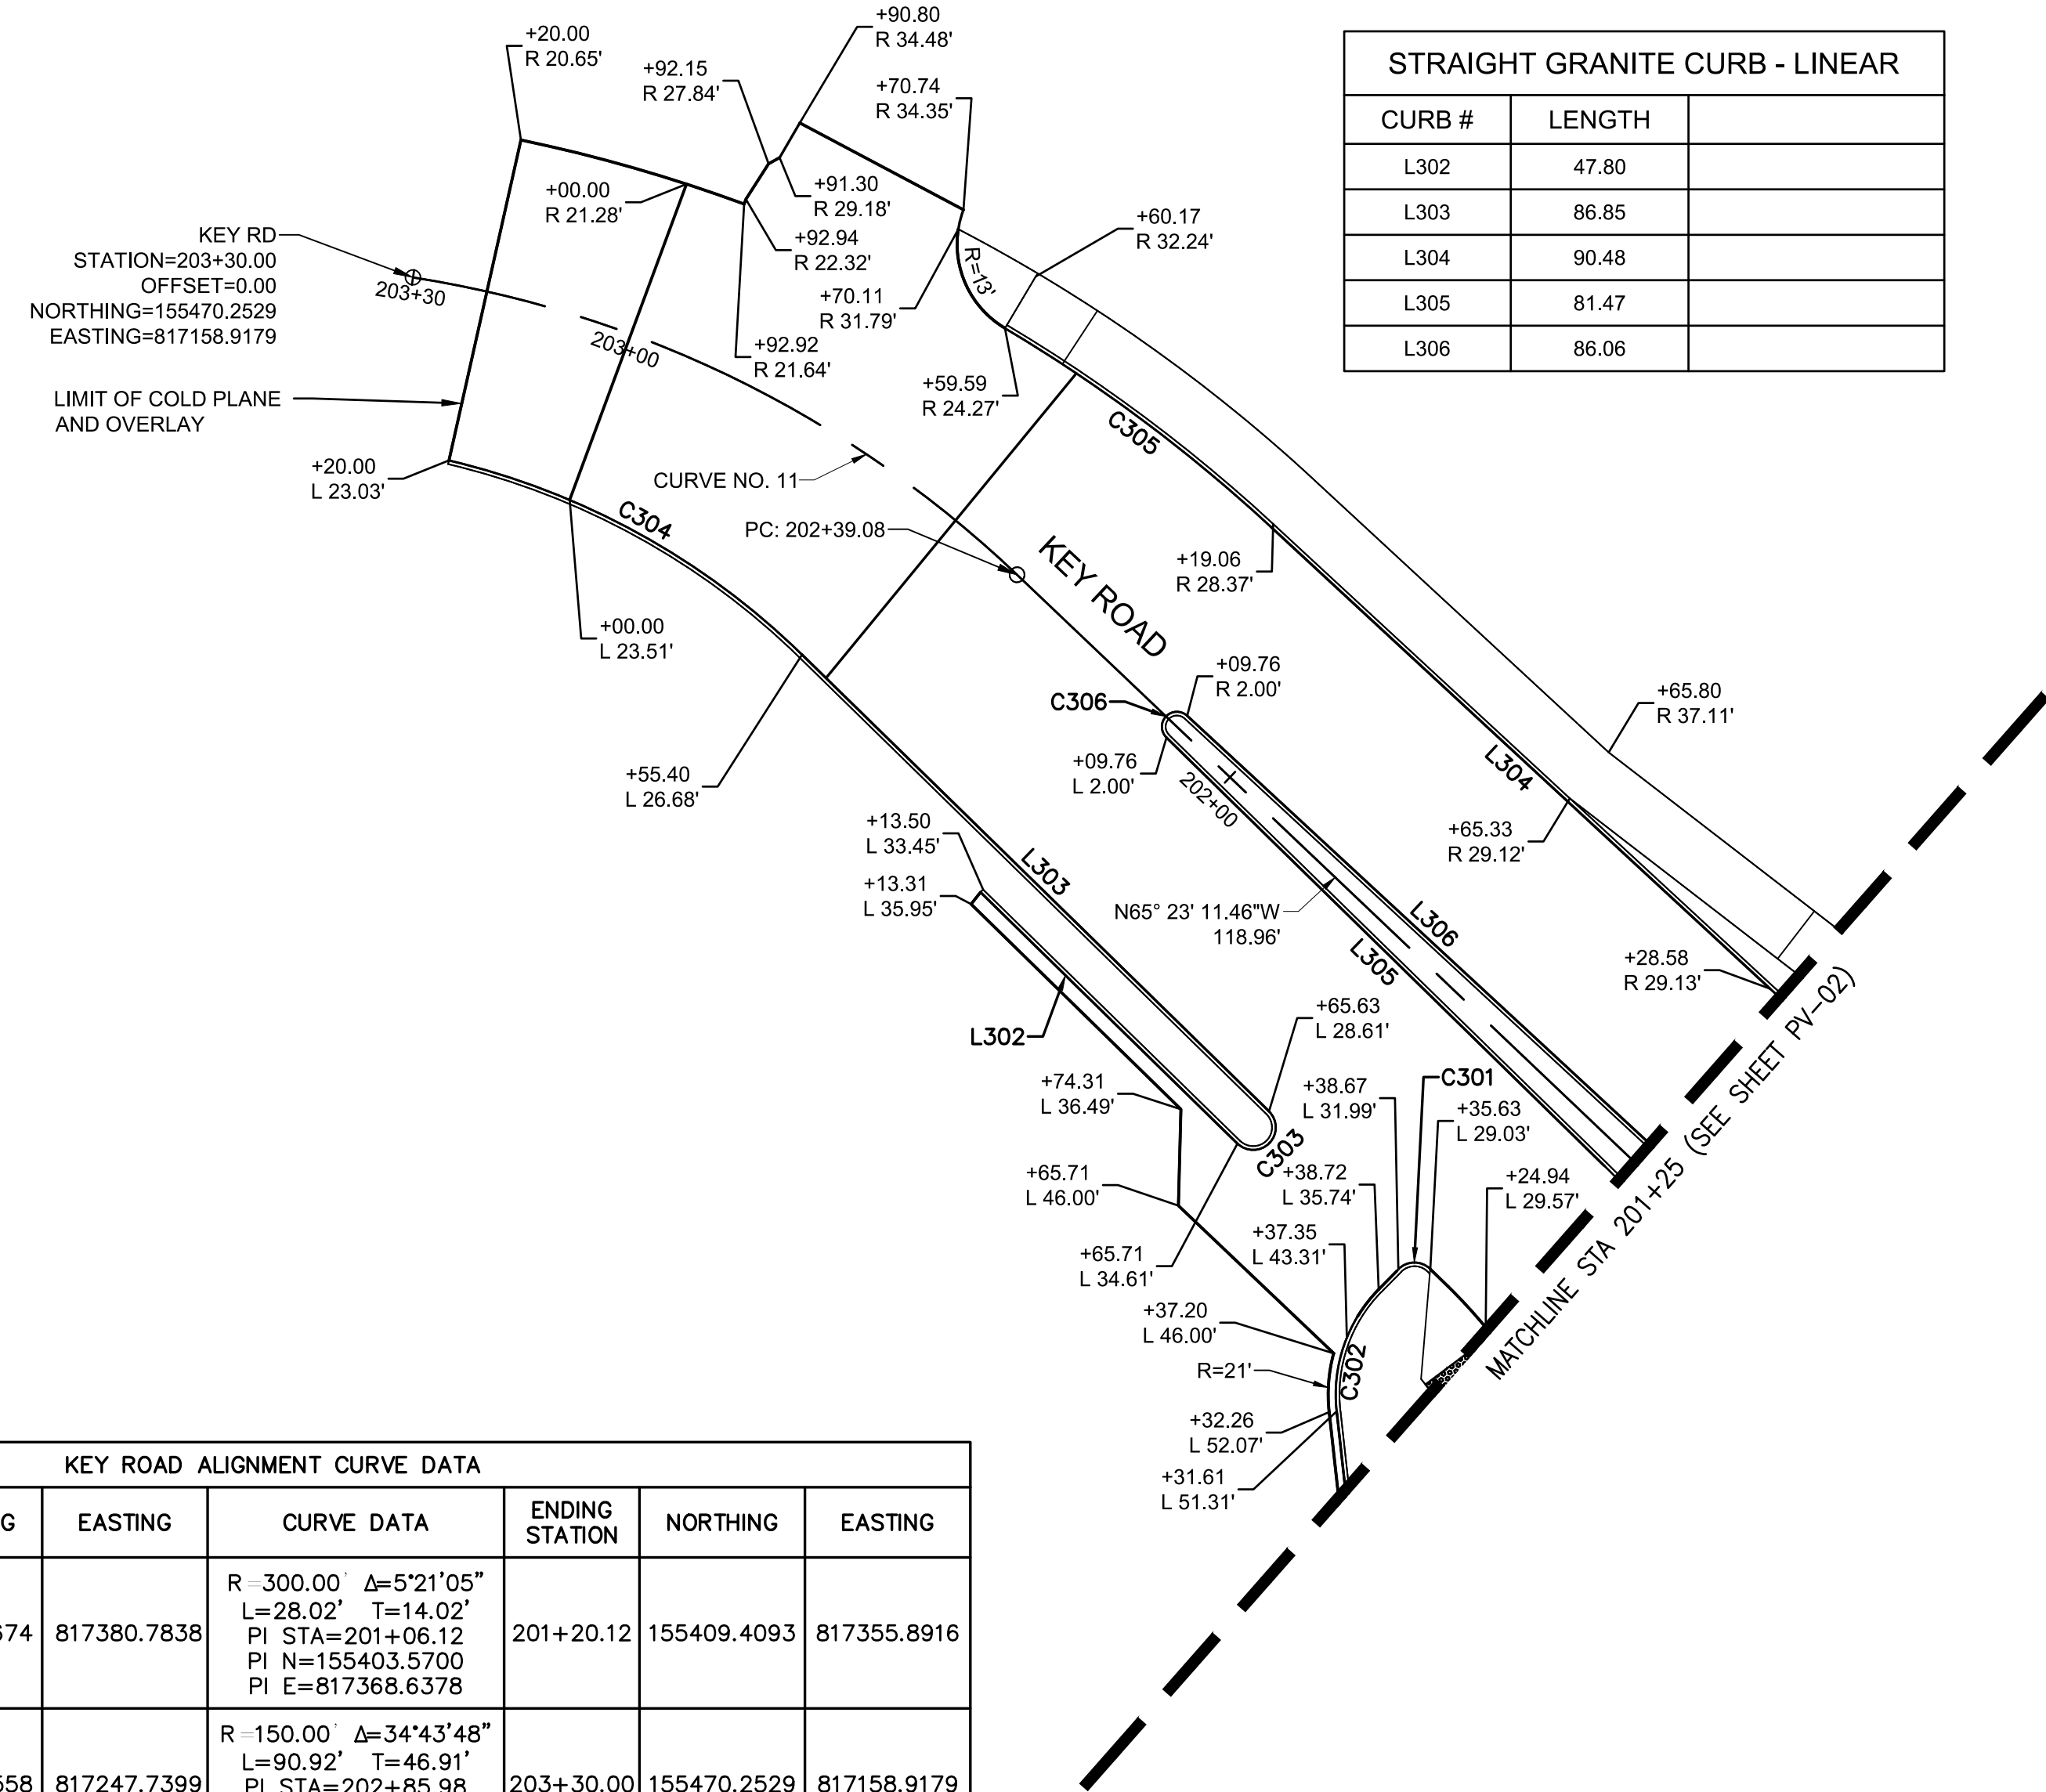 +20.00
R 20.65'
+92.15
R 27.84'
+90.80
R 34.48'
+70.74
R 34.35'
STRAIGHT GRANITE CURB - LINEAR
CURB # LENGTH
L302 47.80
L303 86.85
L304 90.48
L305 81.47
L306 86.06
+00.00
R 21.28'
+91.30
R 29.18'
+92.94
R 22.32'
+60.17
R 32.24'
R=13'
KEY RD
STATION=203+30.00
OFFSET=0.00
NORTHING=155470.2529
EASTING=817158.9179
203+30
203+00
+70.11
R 31.79'
+92.92
R 21.64'
+59.59
R 24.27'
LIMIT OF COLD PLANE
AND OVERLAY
C305
+20.00
L 23.03'
CURVE NO. 11
C304
PC: 202+39.08
KEY ROAD
+19.06
R 28.37'
+00.00
L 23.51'
+09.76
R 2.00'
C306
+65.80
R 37.11'
+55.40
L 26.68'
+09.76
L 2.00'
202+00
L304
+65.33
R 29.12'
+13.50
L 33.45'
L303
+13.31
L 35.95'
N65° 23' 11.46"W
118.96'
L306
L305
+28.58
R 29.13'
L302
+65.63
L 28.61'
+74.31
L 36.49'
+38.67
L 31.99'
C301
+35.63
L 29.03'
C303
+65.71
L 46.00'
+38.72
L 35.74'
+24.94
L 29.57'
MATCHLINE STA 201+25 (SEE SHEET PV-02)
+37.35
L 43.31'
+65.71
L 34.61'
+37.20
L 46.00'
R=21'
C302
+32.26
L 52.07'
+31.61
L 51.31'
KEY ROAD ALIGNMENT CURVE DATA
G EASTING CURVE DATA ENDING STATION NORTHING EASTING
R=300.00' Δ=5°21'05"
L=28.02' T=14.02'
674 817380.7838 PI STA=201+06.12 201+20.12 155409.4093 817355.8916
PI N=155403.5700
PI E=817368.6378
R=150.00' Δ=34°43'48"
L=90.92' T=46.91'
558 817247.7399 PI STA=202+85.98 203+30.00 155470.2529 817158.9179